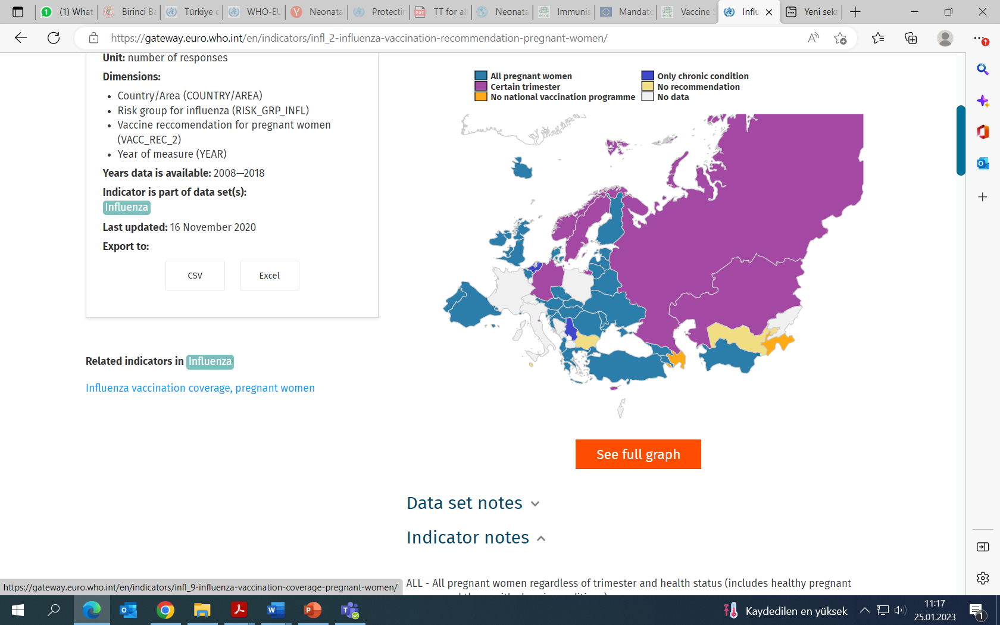 (1) What
Birinci Ba
Türkiye c
WHO-EU
Neonata
Protectin
TT for all
Neonata
Immunis
Mandato
Vaccine S
Influ
Yeni sek
https://gateway.euro.who.int/en/indicators/infl_2-influenza-vaccination-recommendation-pregnant-women/
Unit: number of responses
Dimensions:
• Country/Area (COUNTRY/AREA)
• Risk group for influenza (RISK_GRP_INFL)
• Vaccine reccomendation for pregnant women
(VACC_REC_2)
• Year of measure (YEAR)
Years data is available: 2008—2018
Indicator is part of data set(s):
Influenza
Last updated: 16 November 2020
Export to:
CSV
Excel
Related indicators in Influenza
Influenza vaccination coverage, pregnant women
All pregnant women
Certain trimester
No national vaccination programme
Only chronic condition
No recommendation
No data
See full graph
Data set notes
Indicator notes
ALL - All pregnant women regardless of trimester and health status (includes healthy pregnant
https://gateway.euro.who.int/en/indicators/infl_9-influenza-vaccination-coverage-pregnant-women/
Kaydedilen en yüksek
11:17
25.01.2023
1